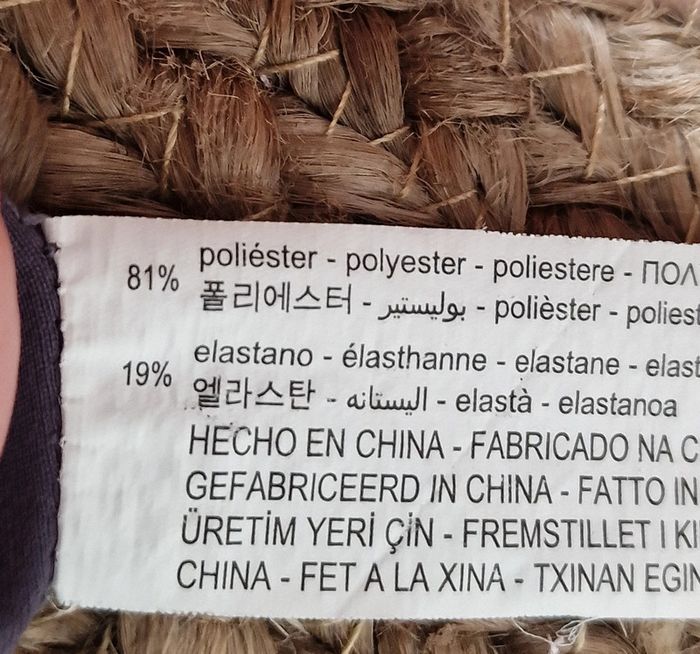 81% poliéster - polyester - poliestere - ΠΟΛ
폴리에스터 - بوليستير - polièster - poliest
19% elastano - élasthanne - elastane - elast
엘라스탄 - اليستانه - elastà - elastanoa
HECHO EN CHINA - FABRICADO NA C
GEFABRICEERD IN CHINA - FATTO IN
ÜRETİM YERİ ÇİN - FREMSTILLET I KI
CHINA - FET A LA XINA - TXINAN EGIN